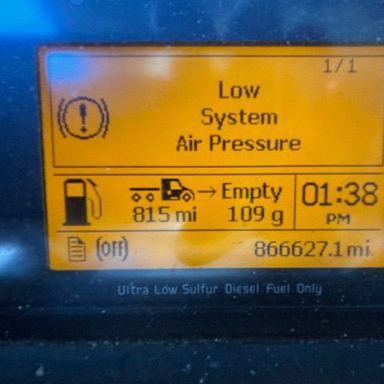 1/1
Low
System
Air Pressure
Empty
815 mi 109 g
01:38
PM
(OFF) 866627.1 mi
Ultra Low Sulfur Diesel Fuel Only